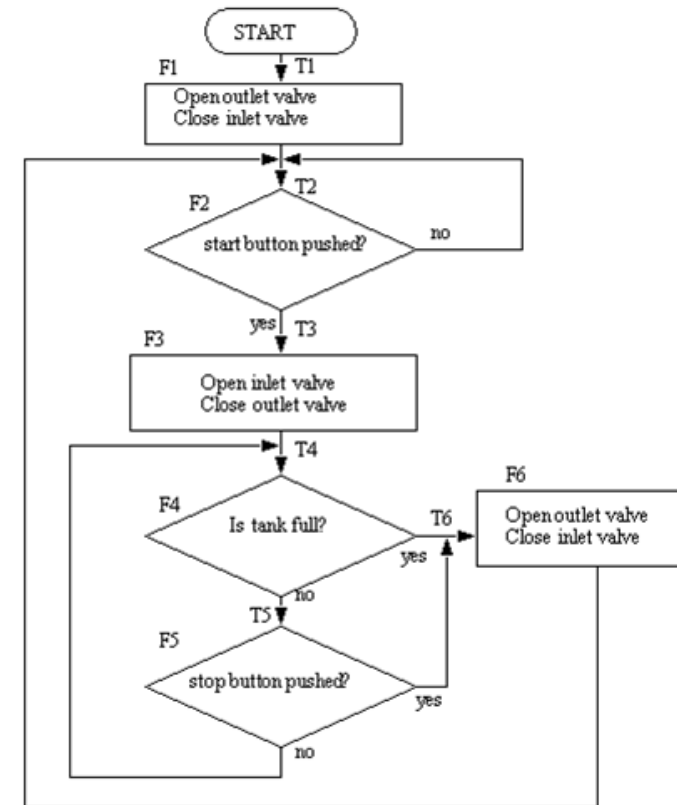 START
F1
T1
Open outlet valve
Close inlet valve
T2
F2
start button pushed?
no
yes
T3
F3
Open inlet valve
Close outlet valve
T4
F4
Is tank full?
T6
yes
F6
Open outlet valve
Close inlet valve
no
T5
F5
stop button pushed?
yes
no